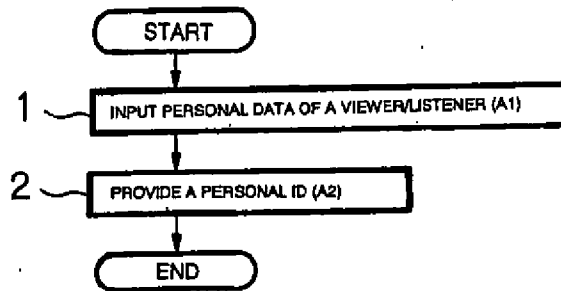 START
1 INPUT PERSONAL DATA OF A VIEWER/LISTENER (A1)
2 PROVIDE A PERSONAL ID (A2)
END